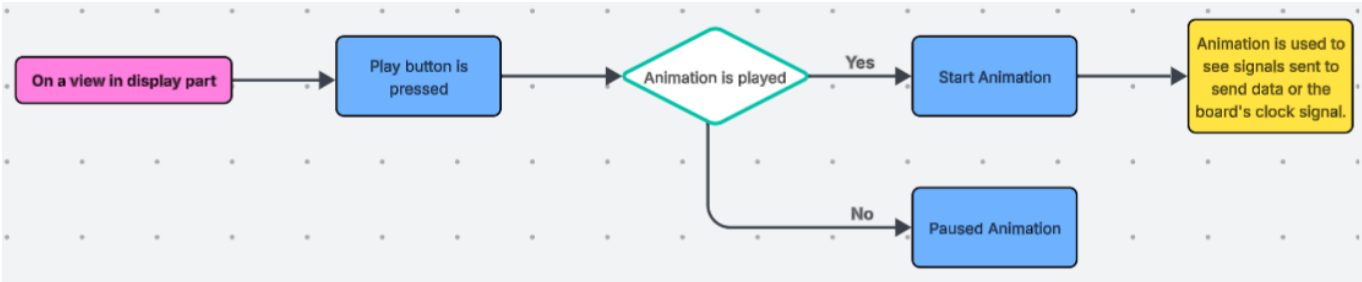 On a view in display part
Play button is
pressed
Animation is played
Yes
Start Animation
Animation is used to
see signals sent to
send data or the
board's clock signal.
No
Paused Animation